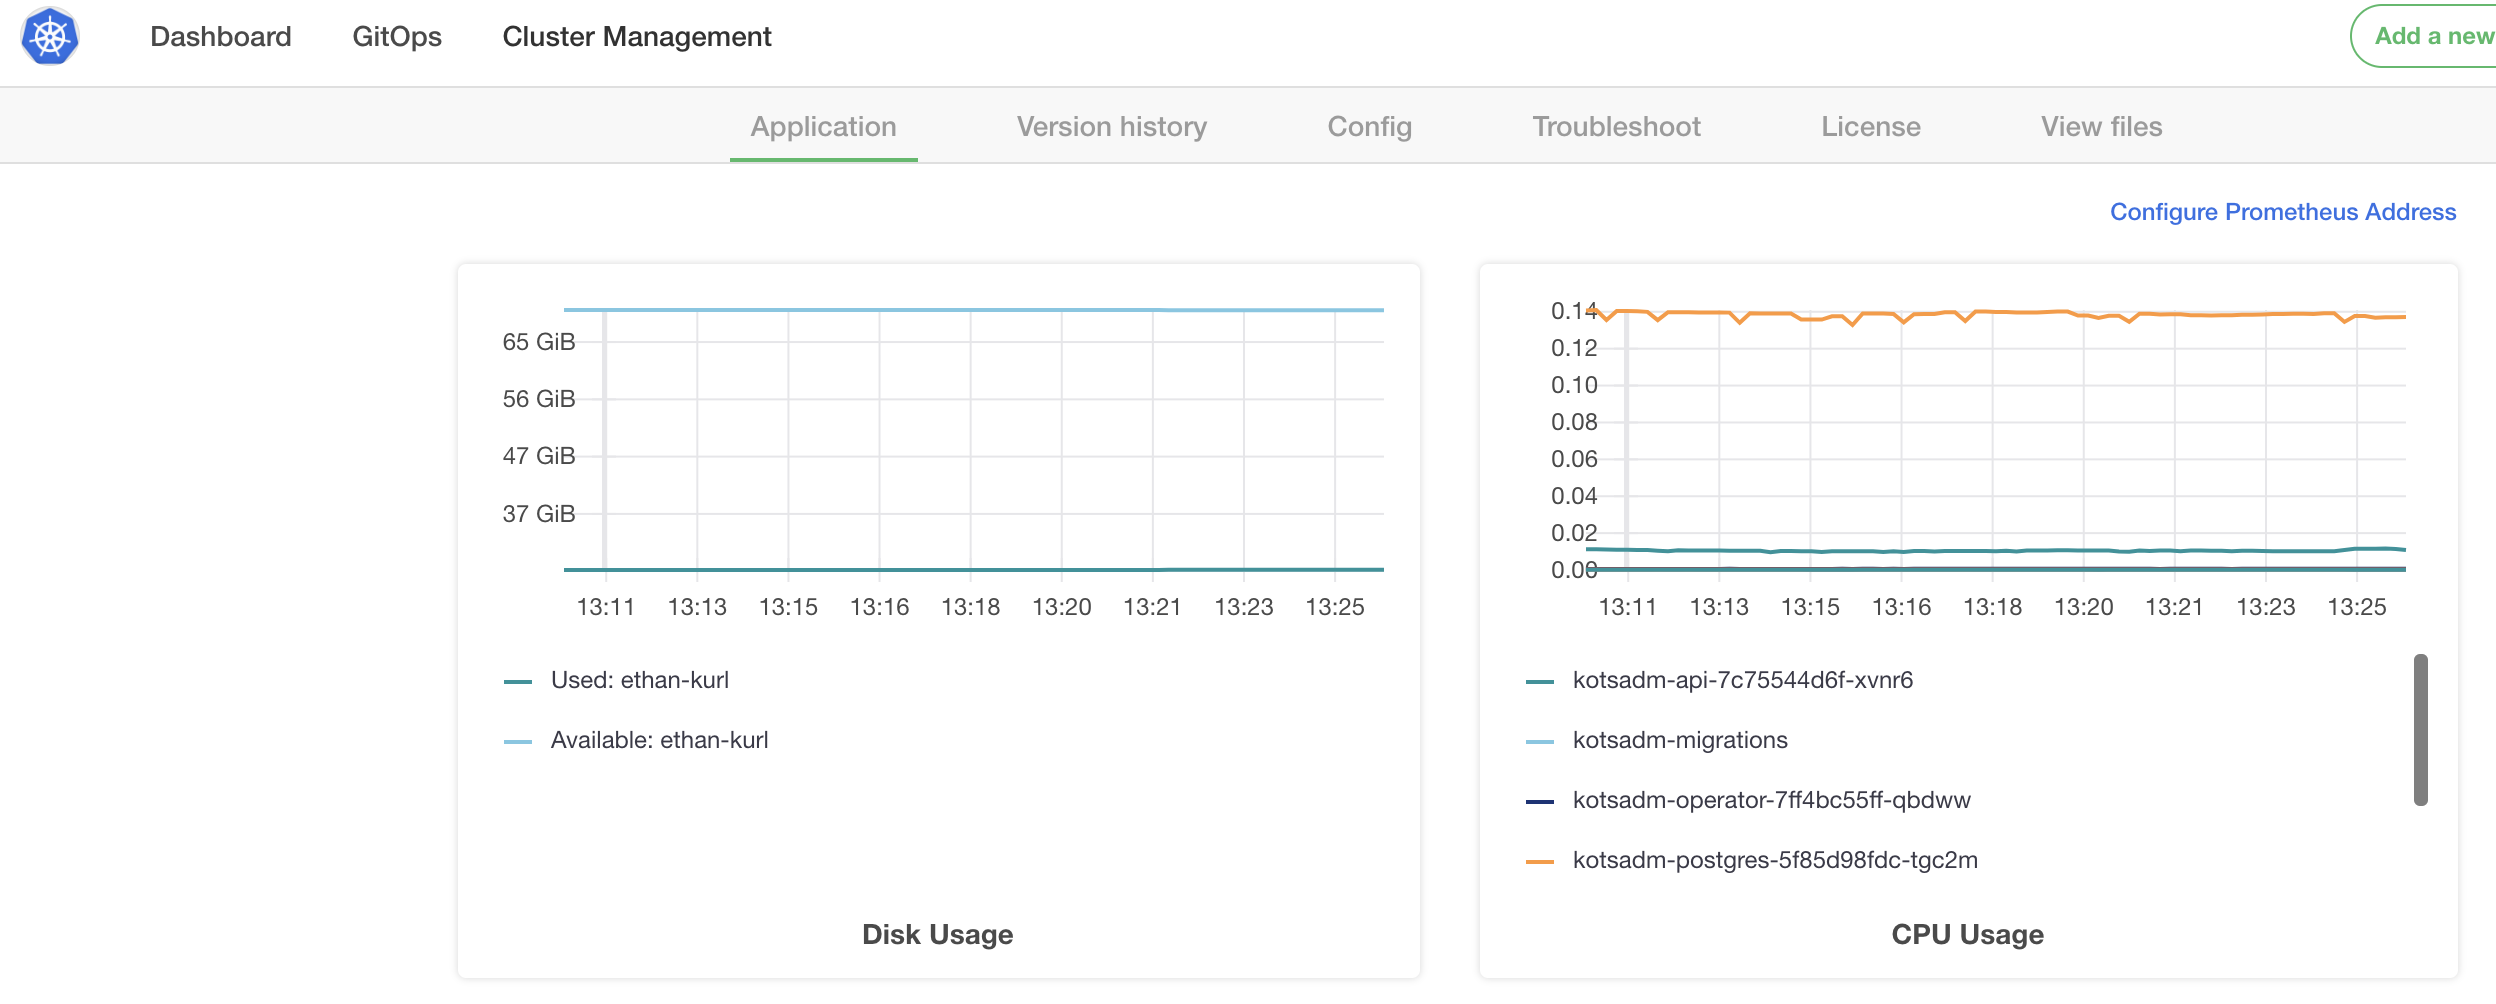 Dashboard GitOps Cluster Management Add a new
Application Version history Config Troubleshoot License View files
Configure Prometheus Address
65 GiB
56 GiB
47 GiB
37 GiB
13:11 13:13 13:15 13:16 13:18 13:20 13:21 13:23 13:25
Used: ethan-kurl
Available: ethan-kurl
Disk Usage
0.14
0.12
0.10
0.08
0.06
0.04
0.02
0.00
13:11 13:13 13:15 13:16 13:18 13:20 13:21 13:23 13:25
kotsadm-api-7c75544d6f-xvnr6
kotsadm-migrations
kotsadm-operator-7ff4bc55ff-qbdww
kotsadm-postgres-5f85d98fdc-tgc2m
CPU Usage